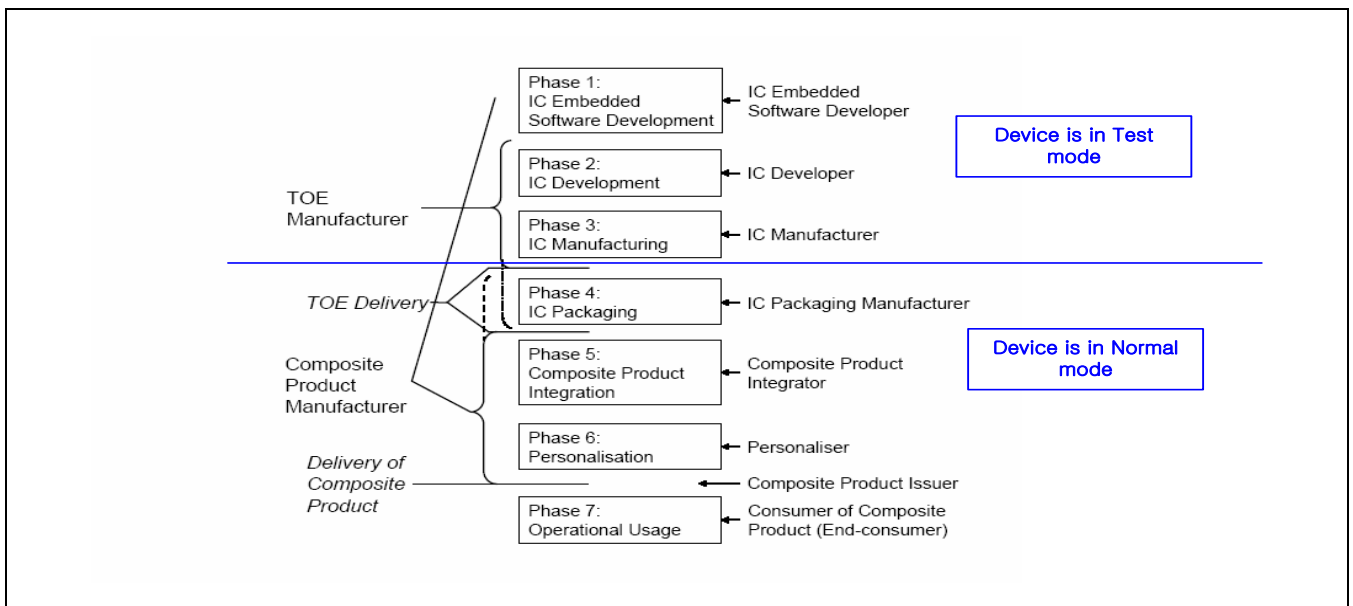 Phase 1:
IC Embedded
Software Development
IC Embedded
Software Developer
Device is in Test
mode
Phase 2:
IC Development
IC Developer
TOE
Manufacturer
Phase 3:
IC Manufacturing
IC Manufacturer
TOE Delivery
Phase 4:
IC Packaging
IC Packaging Manufacturer
Device is in Normal
mode
Composite
Product
Manufacturer
Phase 5:
Composite Product
Integration
Composite Product
Integrator
Phase 6:
Personalisation
Personaliser
Delivery of
Composite
Product
Composite Product Issuer
Phase 7:
Operational Usage
Consumer of Composite
Product (End-consumer)